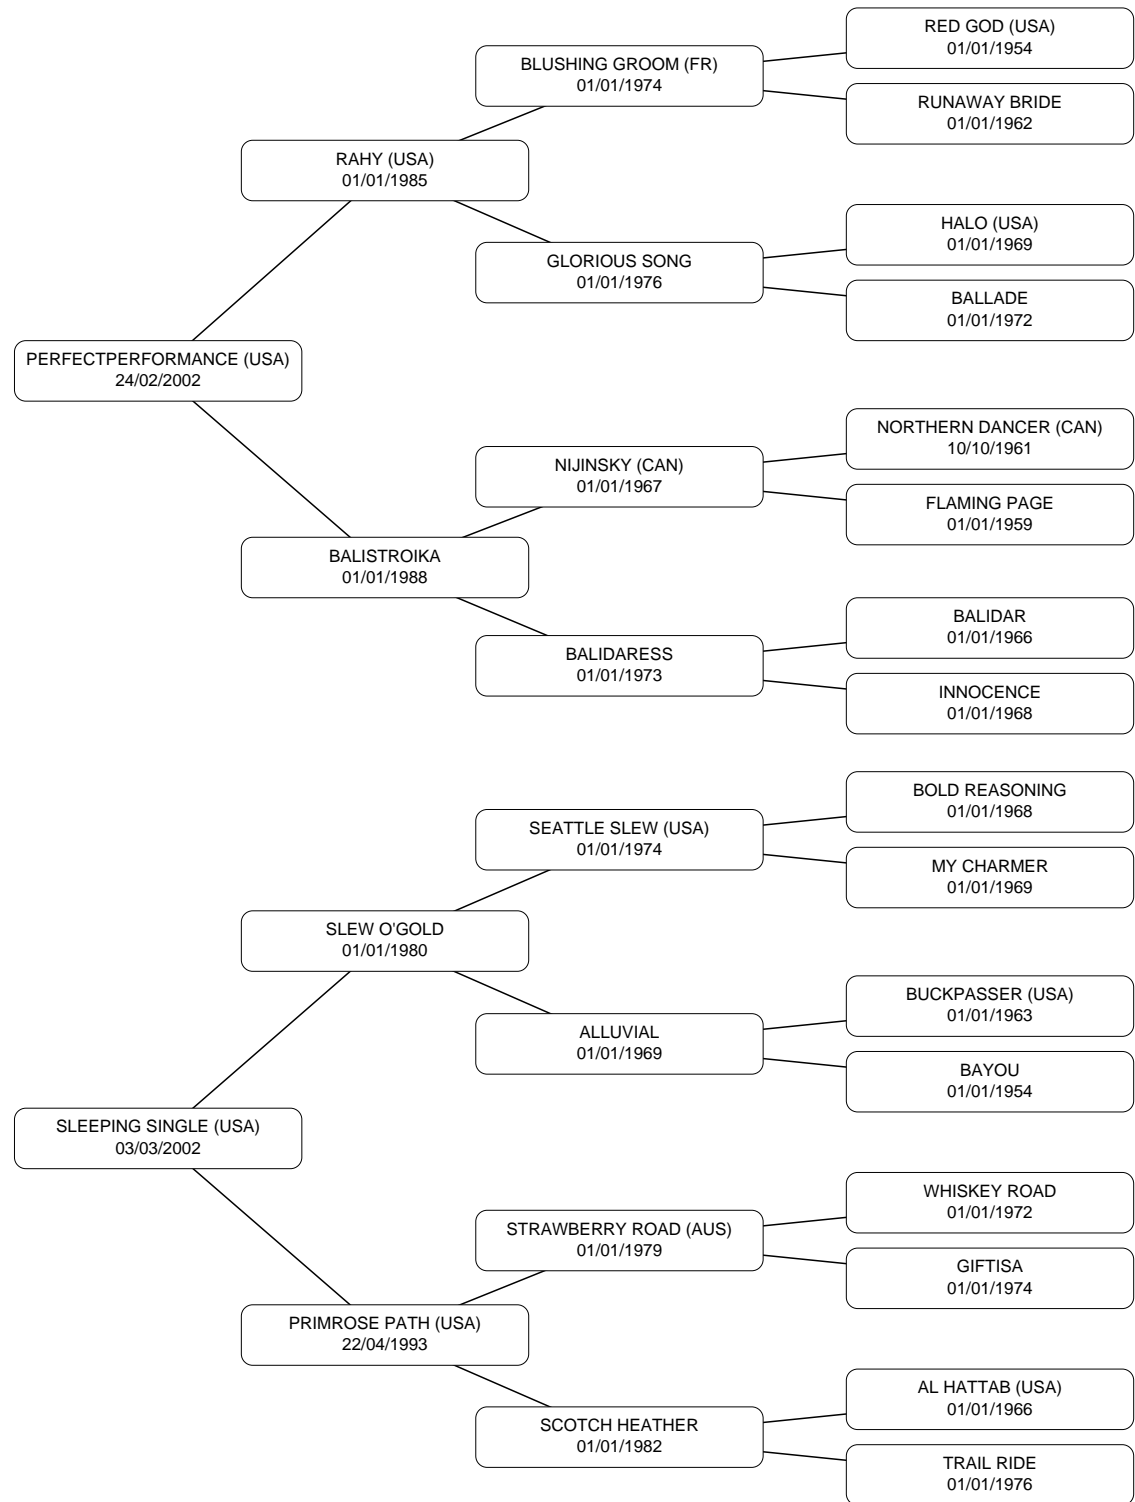 RED GOD (USA)
01/01/1954
BLUSHING GROOM (FR)
01/01/1974
RUNAWAY BRIDE
01/01/1962
RAHY (USA)
01/01/1985
HALO (USA)
01/01/1969
GLORIOUS SONG
01/01/1976
BALLADE
01/01/1972
PERFECTPERFORMANCE (USA)
24/02/2002
NORTHERN DANCER (CAN)
10/10/1961
NIJINSKY (CAN)
01/01/1967
FLAMING PAGE
01/01/1959
BALISTROIKA
01/01/1988
BALIDAR
01/01/1966
BALIDARESS
01/01/1973
INNOCENCE
01/01/1968
BOLD REASONING
01/01/1968
SEATTLE SLEW (USA)
01/01/1974
MY CHARMER
01/01/1969
SLEW O'GOLD
01/01/1980
BUCKPASSER (USA)
01/01/1963
ALLUVIAL
01/01/1969
BAYOU
01/01/1954
SLEEPING SINGLE (USA)
03/03/2002
WHISKEY ROAD
01/01/1972
STRAWBERRY ROAD (AUS)
01/01/1979
GIFTISA
01/01/1974
PRIMROSE PATH (USA)
22/04/1993
AL HATTAB (USA)
01/01/1966
SCOTCH HEATHER
01/01/1982
TRAIL RIDE
01/01/1976